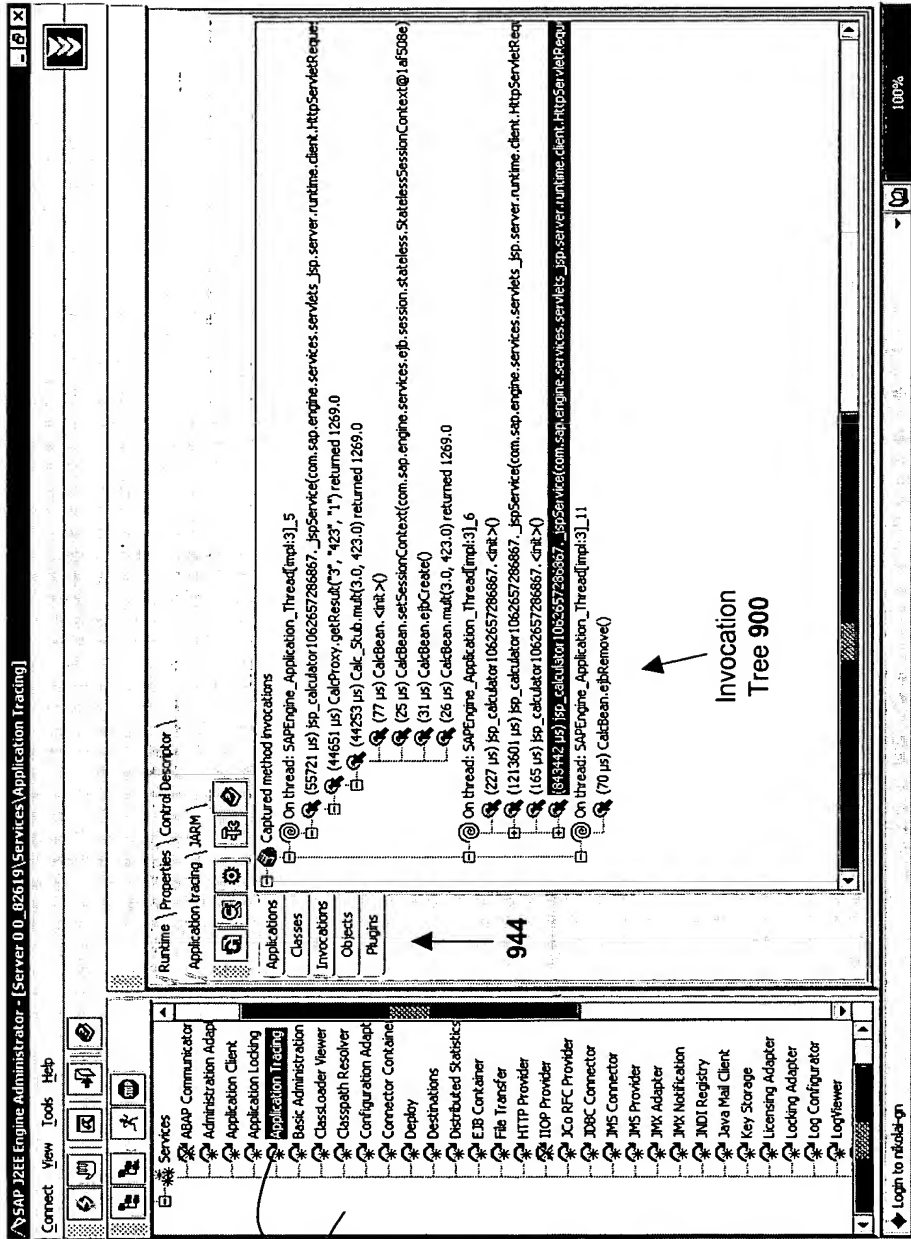 SAP J2EE Engine Administrator - [Server 0 0_82619\Services\Application Tracing]
Connect View Tools Help
Services
ABAP Communicator
Administration Adapt
Application Client
Application Locking
Application Tracing
Basic Administration
ClassLoader Viewer
Classpath Resolver
Configuration Adapt
Connector Container
Deploy
Destinations
Distributed Statistics
EJB Container
File Transfer
HTTP Provider
IIOP Provider
JCo RFC Provider
JDBC Connector
JMS Connector
JMS Provider
JMX Adapter
JMX Notification
JNDI Registry
Java Mail Client
Key Storage
Licensing Adapter
Locking Adapter
Log Configurator
LogViewer
Runtime Properties Control Descriptor
Application tracing JARM
Applications
Classes
Invocations
Objects
Plugins
944
Captured method invocations
On thread: SAPEngine_Application_Thread[impl:3]_5
(55721 µs) jsp_calculator1062657286867._jspService(com.sap.engine.services.servlets_jsp.server.runtime.client.HttpServletReque
(44651 µs) CalcProxy.getResult("3", "423", "1") returned 1269.0
(44253 µs) Calc_Stub.mult(3.0, 423.0) returned 1269.0
(77 µs) CalcBean.<init>()
(25 µs) CalcBean.setSessionContext(com.sap.engine.services.ejb.session.stateless.StatelessSessionContext@1af508e)
(31 µs) CalcBean.ejbCreate()
(26 µs) CalcBean.mult(3.0, 423.0) returned 1269.0
On thread: SAPEngine_Application_Thread[impl:3]_6
(227 µs) jsp_calculator1062657286867.<init>()
(1213601 µs) jsp_calculator1062657286867._jspService(com.sap.engine.services.servlets_jsp.server.runtime.client.HttpServletReq
(165 µs) jsp_calculator1062657286867.<init>()
(843442 µs) jsp_calculator1062657286867._jspService(com.sap.engine.services.servlets_jsp.server.runtime.client.HttpServletRequ
On thread: SAPEngine_Application_Thread[impl:3]_11
(70 µs) CalcBean.ejbRemove()
Invocation
Tree 900
Login to nikolai-gn
100%